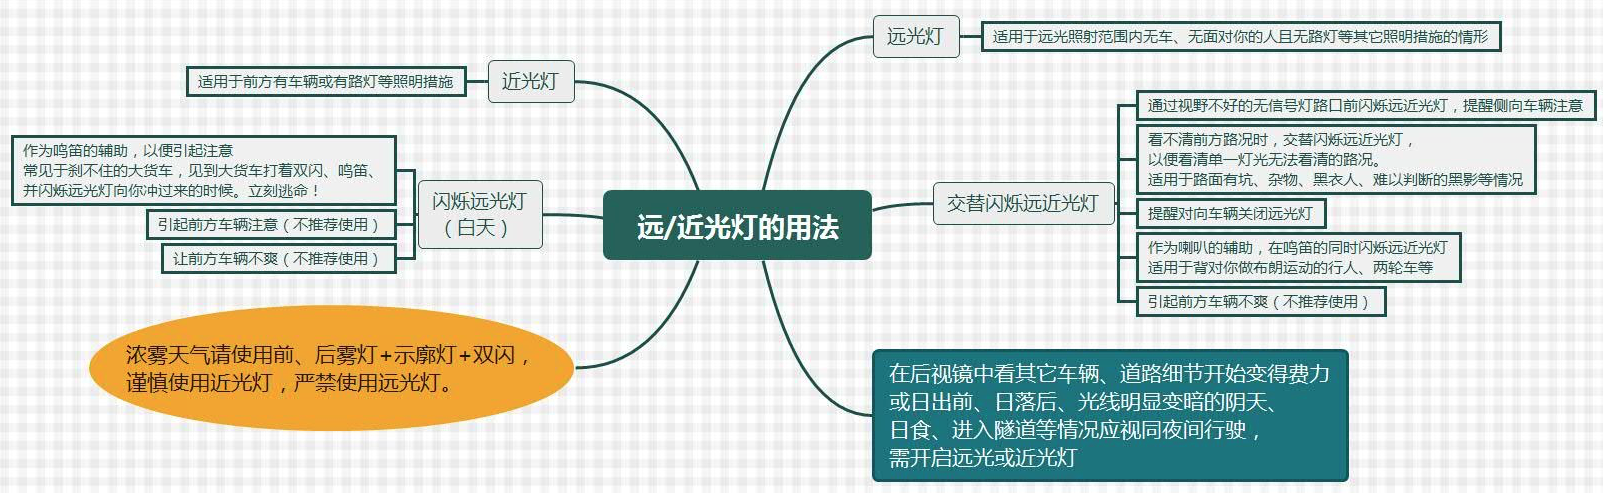 远/近光灯的用法
远光灯
适用于远光照射范围内无车、无面对你的人且无路灯等其它照明措施的情形
交替闪烁远近光灯
通过视野不好的无信号灯路口前闪烁远近光灯，提醒侧向车辆注意
看不清前方路况时，交替闪烁远近光灯，
以便看清单一灯光无法看清的路况。
适用于路面有坑、杂物、黑衣人、难以判断的黑影等情况
提醒对向车辆关闭远光灯
作为喇叭的辅助，在鸣笛的同时闪烁远近光灯
适用于背对你做布朗运动的行人、两轮车等
引起前方车辆不爽（不推荐使用）
在后视镜中看其它车辆、道路细节开始变得费力
或日出前、日落后、光线明显变暗的阴天、
日食、进入隧道等情况应视同夜间行驶，
需开启远光或近光灯
近光灯
适用于前方有车辆或有路灯等照明措施
闪烁远光灯
（白天）
作为鸣笛的辅助，以便引起注意
常见于刹不住的大货车，见到大货车打着双闪、鸣笛、
并闪烁远光灯向你冲过来的时候。立刻逃命！
引起前方车辆注意（不推荐使用）
让前方车辆不爽（不推荐使用）
浓雾天气请使用前、后雾灯+示廓灯+双闪，
谨慎使用近光灯，严禁使用远光灯。